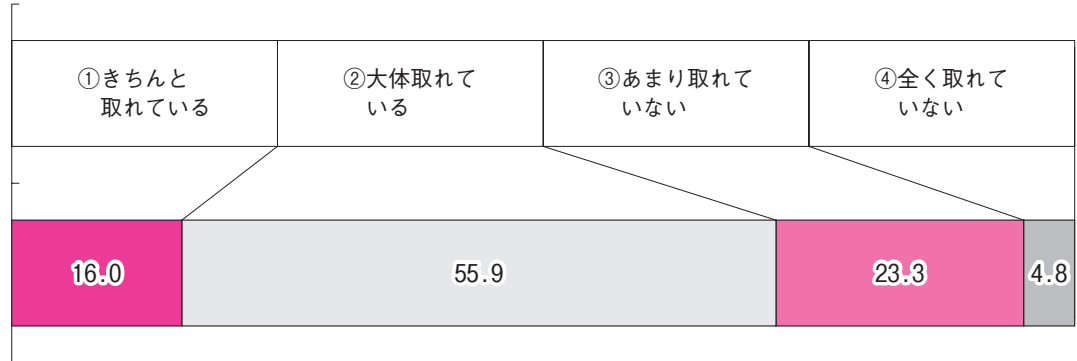 ①きちんと
取れている
②大体取れて
いる
③あまり取れて
いない
④全く取れて
いない
16.0
55.9
23.3
4.8